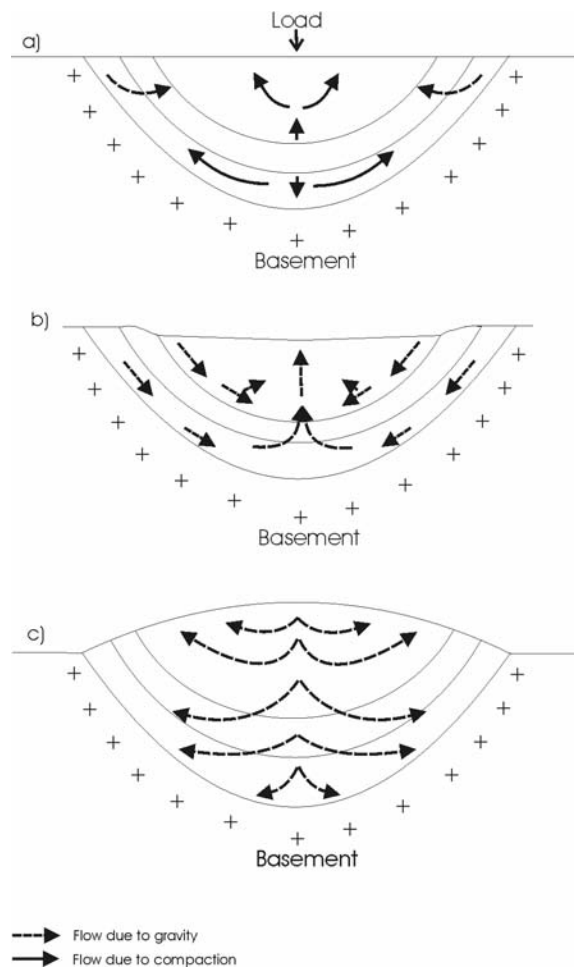 Load
a)
Basement
b)
Basement
c)
Basement
Flow due to gravity
Flow due to compaction